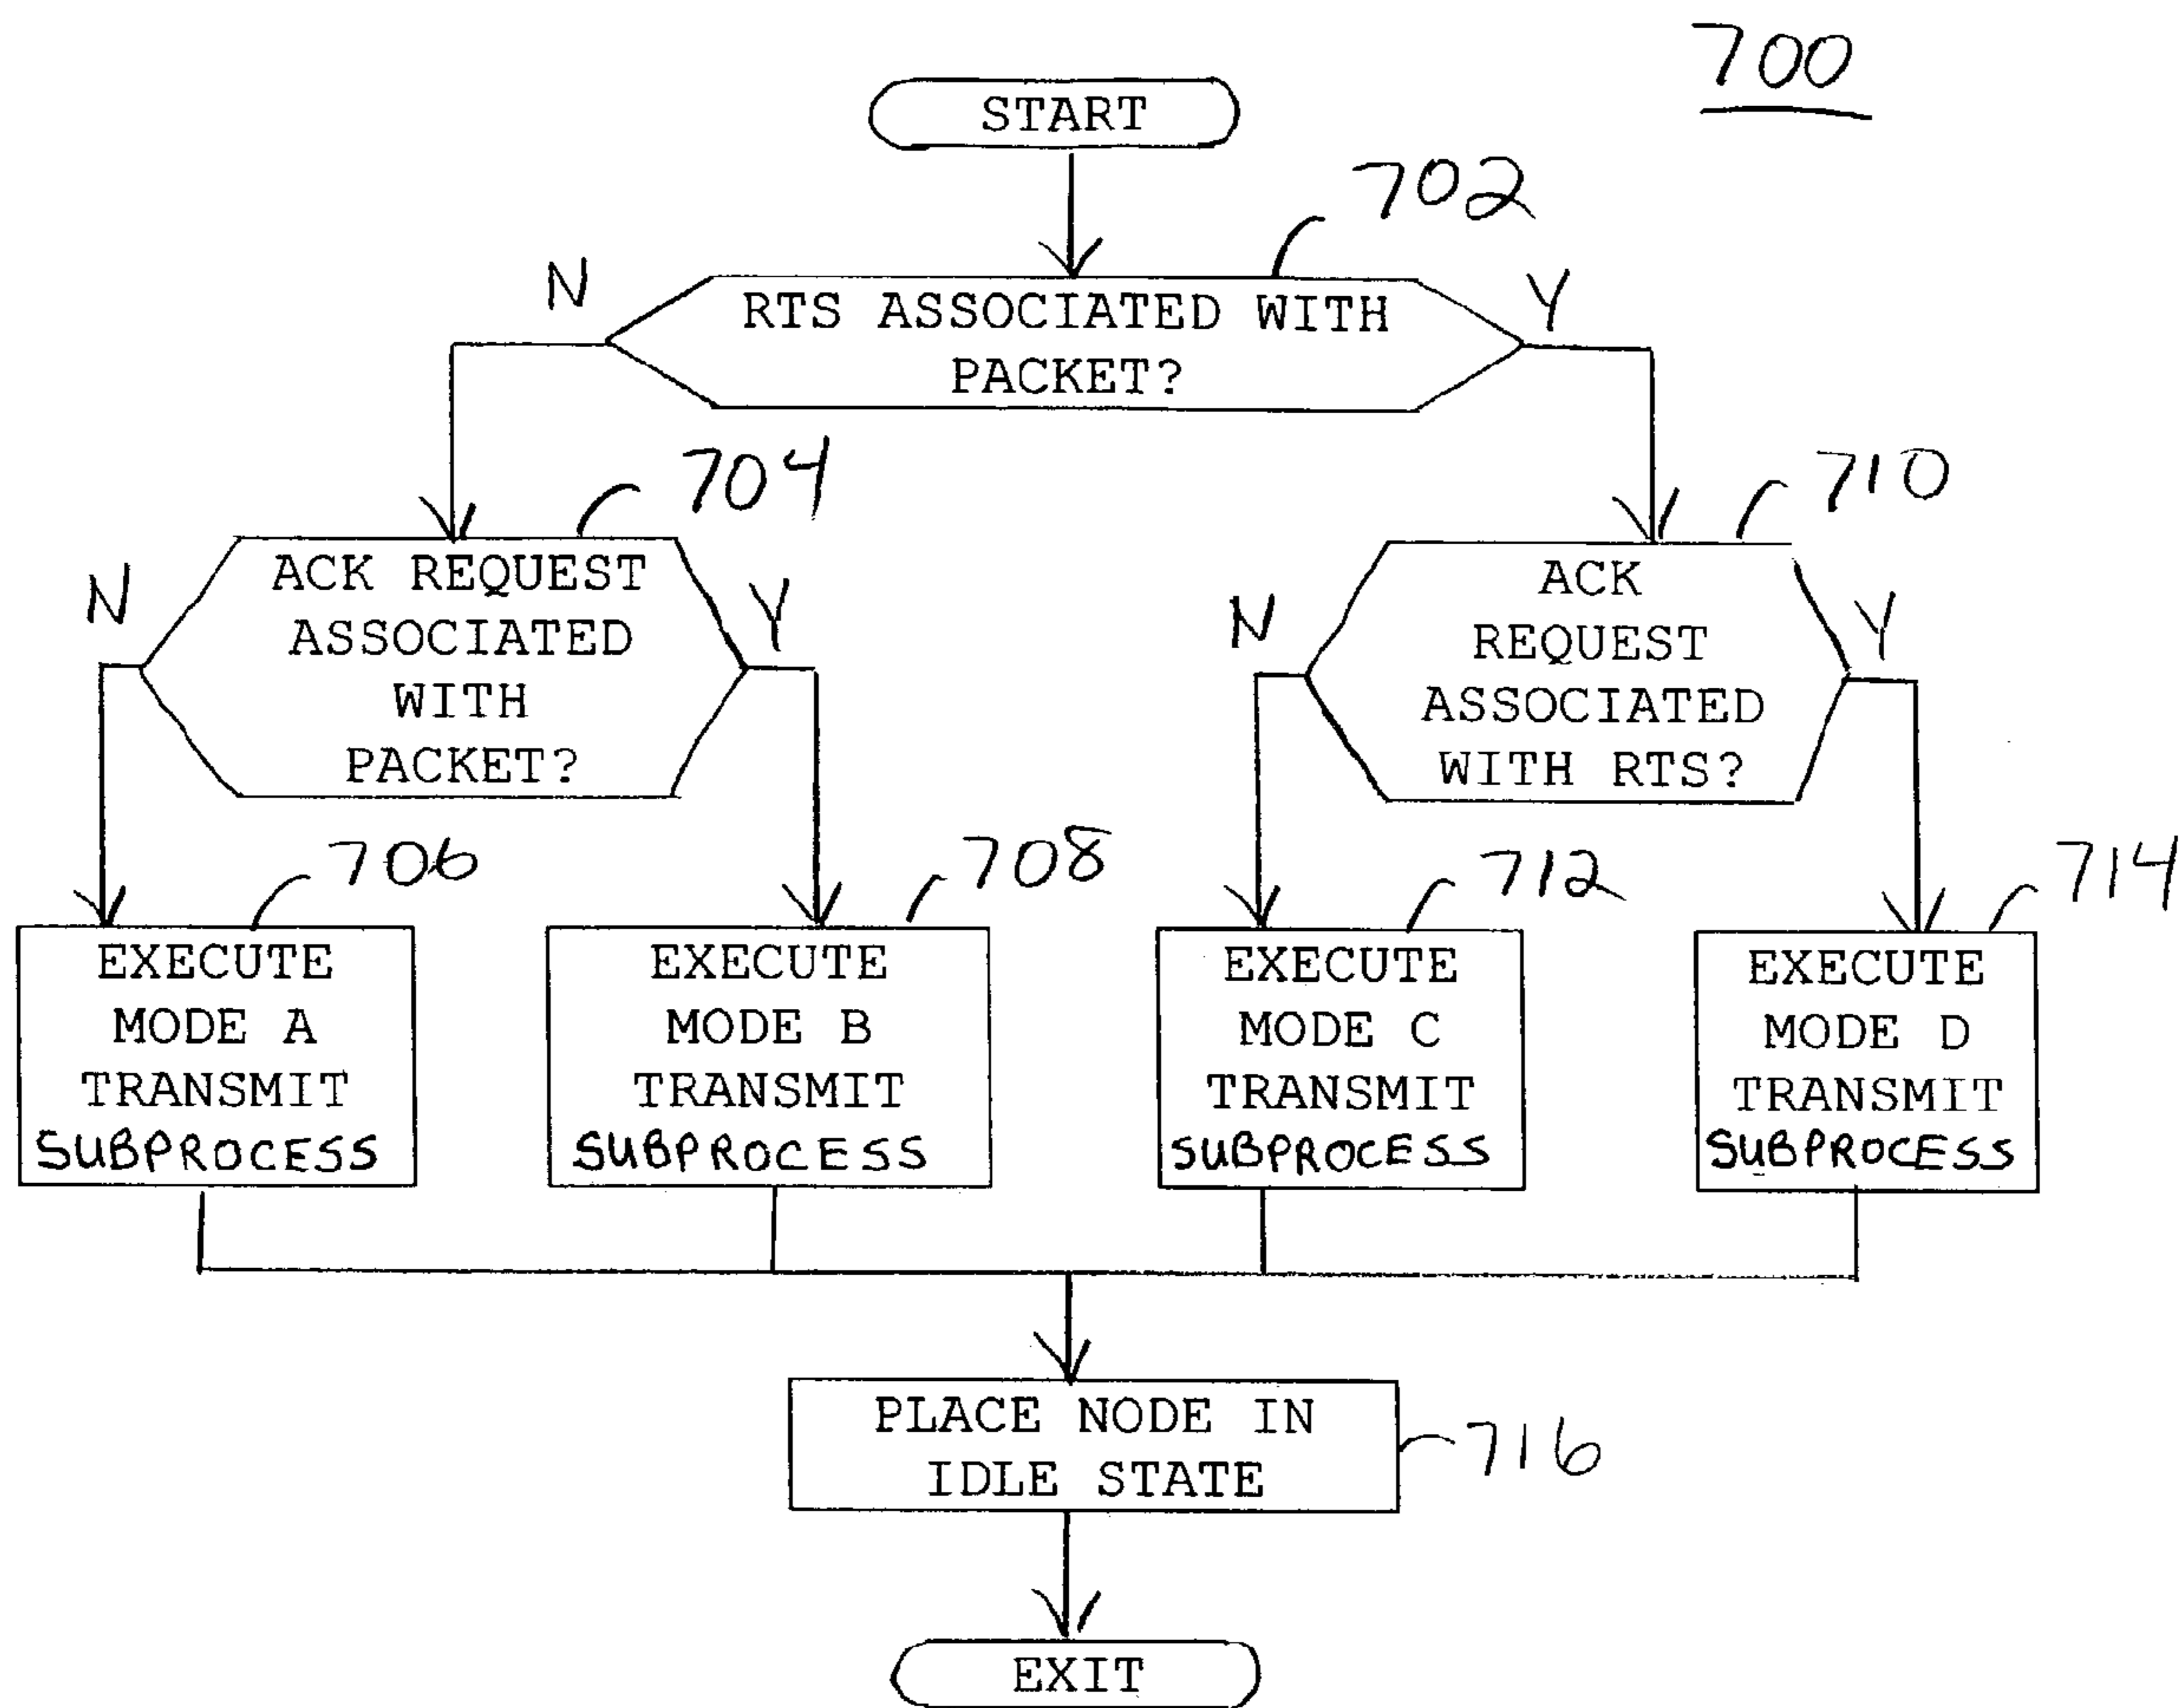 700
START
702
N
Y
RTS ASSOCIATED WITH
PACKET?
704
710
N
ACK REQUEST
ASSOCIATED
WITH
PACKET?
Y
N
ACK
REQUEST
ASSOCIATED
WITH RTS?
Y
706
708
712
714
EXECUTE
MODE A
TRANSMIT
SUBPROCESS
EXECUTE
MODE B
TRANSMIT
SUBPROCESS
EXECUTE
MODE C
TRANSMIT
SUBPROCESS
EXECUTE
MODE D
TRANSMIT
SUBPROCESS
PLACE NODE IN
IDLE STATE
716
EXIT